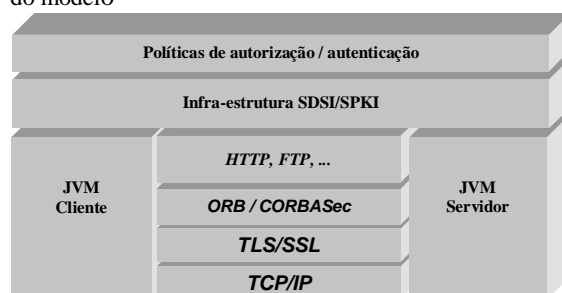 do modelo
Políticas de autorização / autenticação
Infra-estrutura SDSI/SPKI
HTTP, FTP, ...
JVM
Cliente
ORB / CORBASec
JVM
Servidor
TLS/SSL
TCP/IP